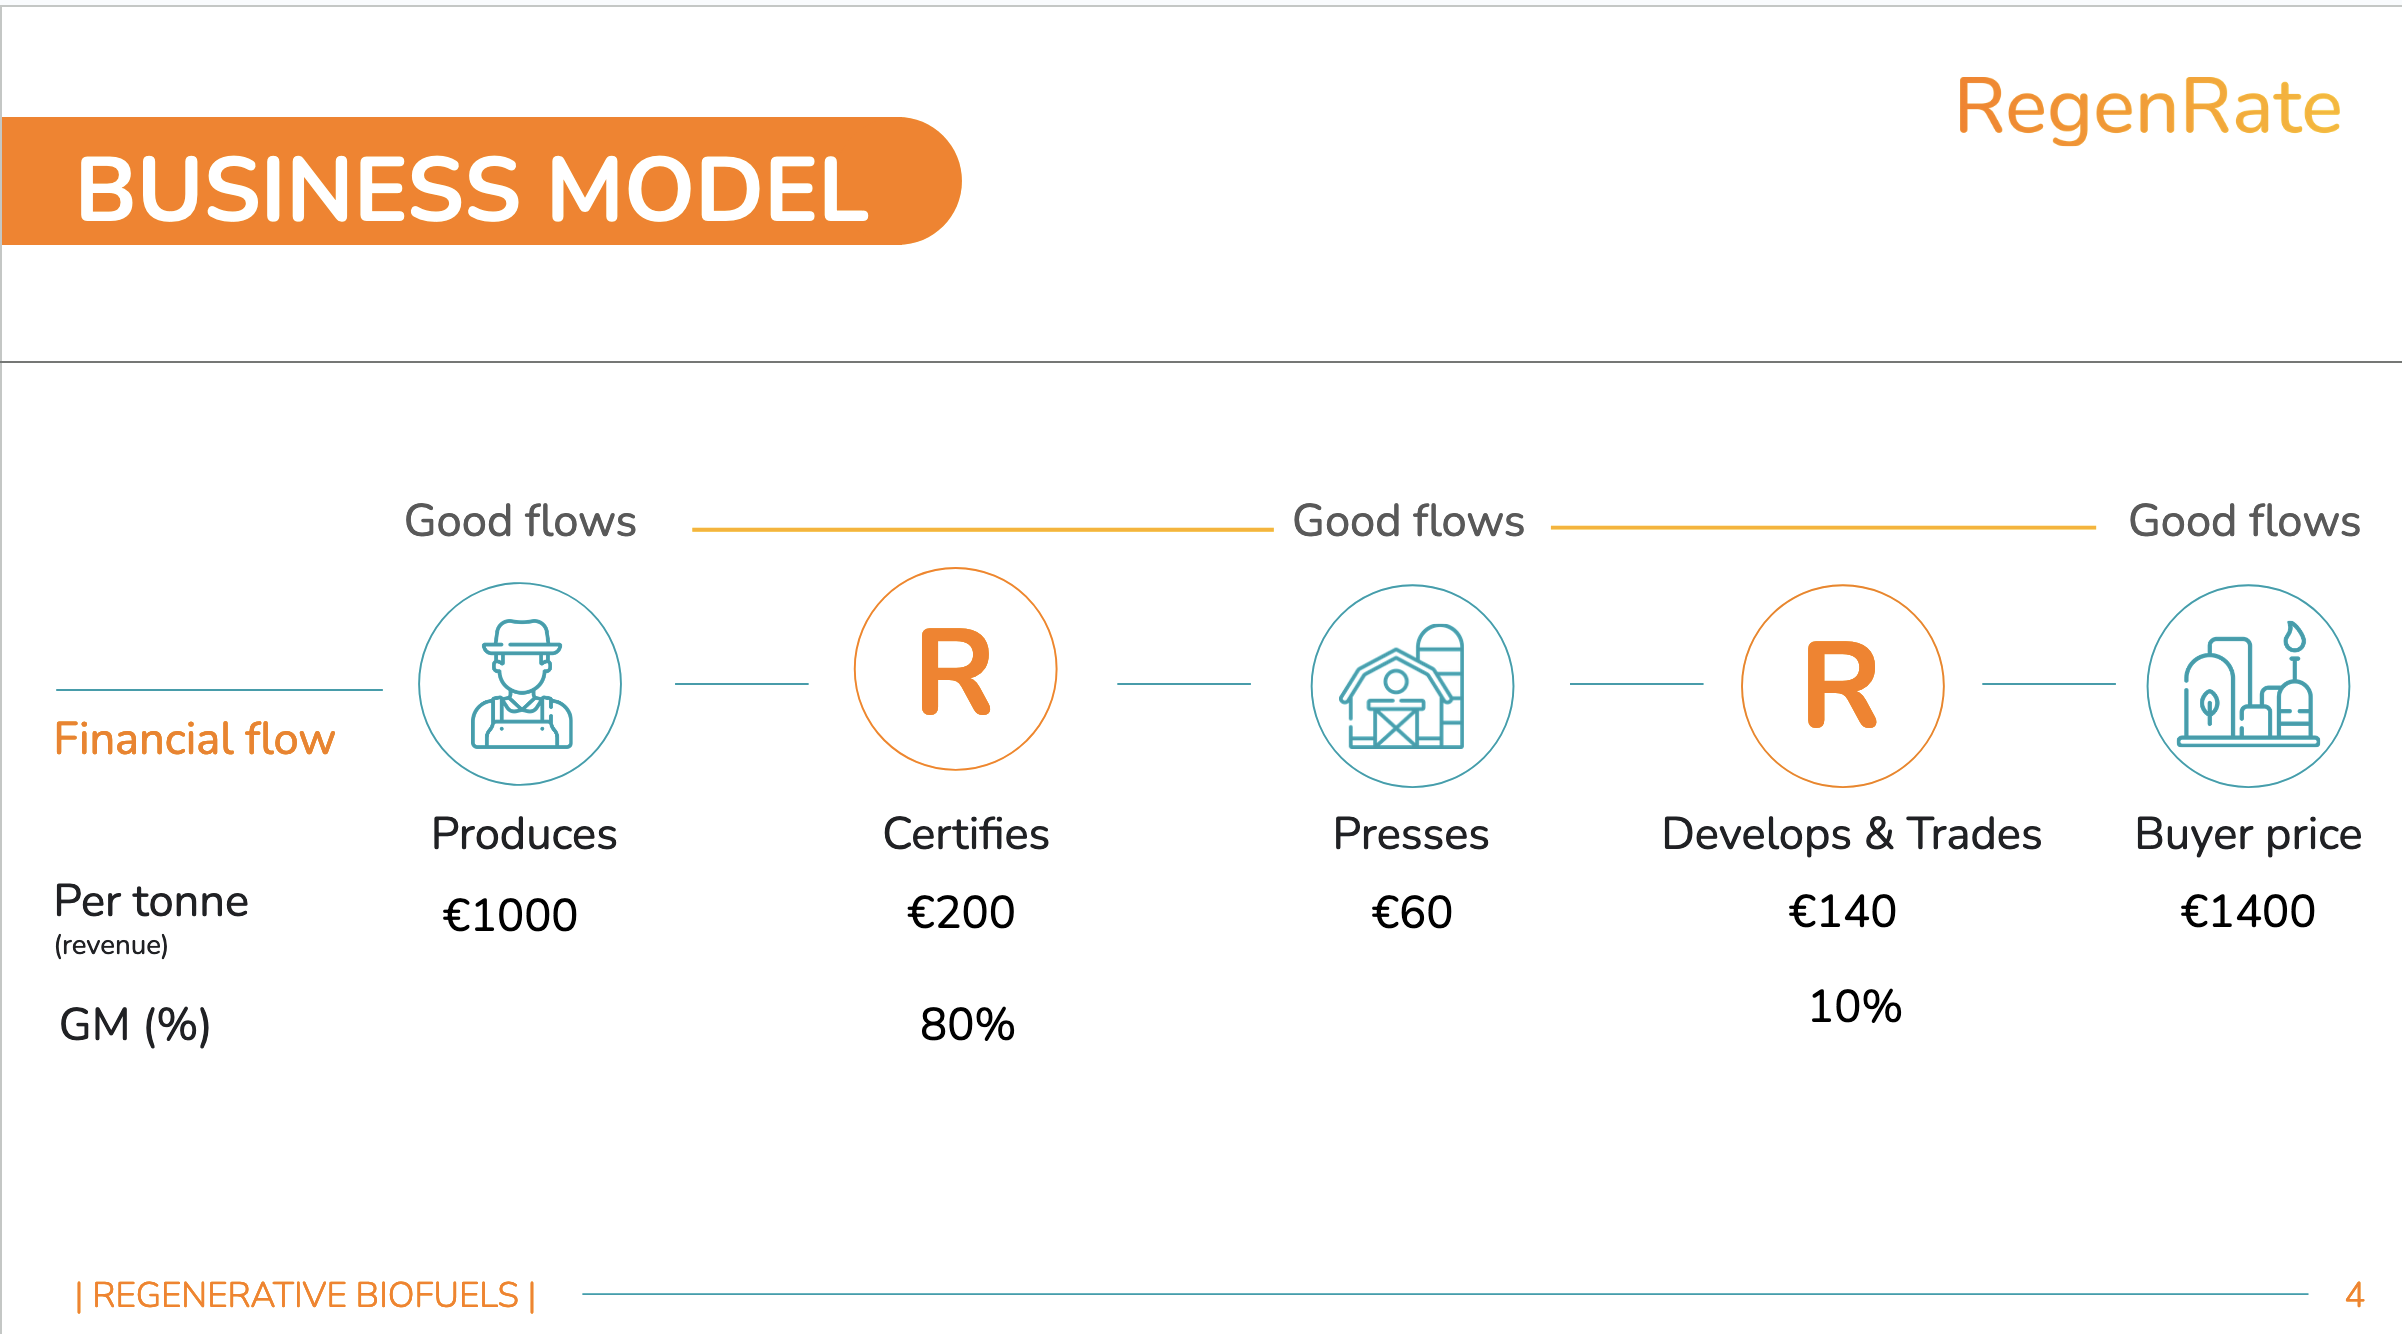 RegenRate
BUSINESS MODEL
Good flows Good flows Good flows
R R
Financial flow
Produces Certifies Presses Develops & Trades Buyer price
Per tonne €1000 €200 €60 €140 €1400
(revenue)
GM (%) 80% 10%
| REGENERATIVE BIOFUELS | 4